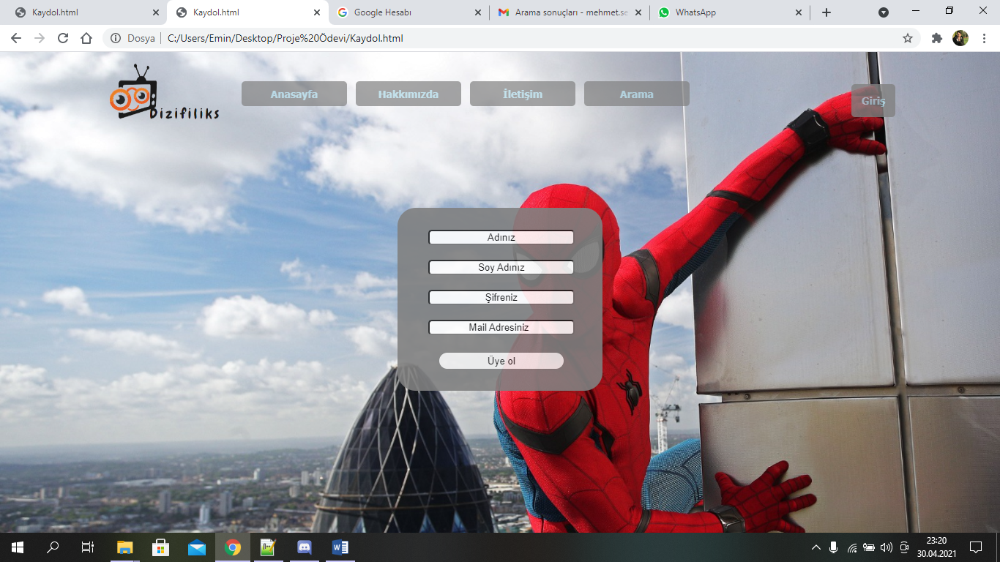 Kaydol.html
Kaydol.html
Google Hesabı
Arama sonuçları - mehmet.se
WhatsApp
Dosya
C:/Users/Emin/Desktop/Proje%20Ödevi/Kaydol.html
Dizifiliks
Anasayfa
Hakkımızda
İletişim
Arama
Giriş
Adınız
Soy Adınız
Şifreniz
Mail Adresiniz
Üye ol
23:20
30.04.2021